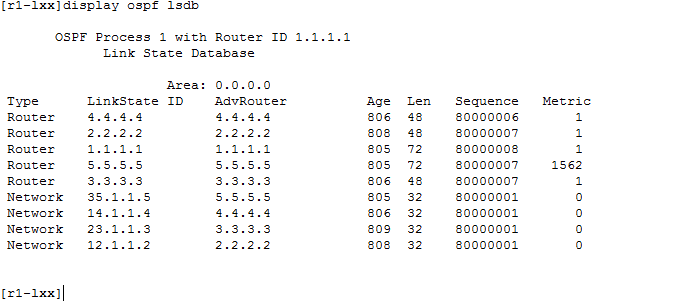 [r1-lxx]display ospf lsdb
OSPF Process 1 with Router ID 1.1.1.1
Link State Database
Area: 0.0.0.0
Type LinkState ID AdvRouter Age Len Sequence Metric
Router 4.4.4.4 4.4.4.4 806 48 80000006 1
Router 2.2.2.2 2.2.2.2 808 48 80000007 1
Router 1.1.1.1 1.1.1.1 805 72 80000008 1
Router 5.5.5.5 5.5.5.5 805 72 80000007 1562
Router 3.3.3.3 3.3.3.3 806 48 80000007 1
Network 35.1.1.5 5.5.5.5 805 32 80000001 0
Network 14.1.1.4 4.4.4.4 806 32 80000001 0
Network 23.1.1.3 3.3.3.3 809 32 80000001 0
Network 12.1.1.2 2.2.2.2 808 32 80000001 0
[r1-lxx]